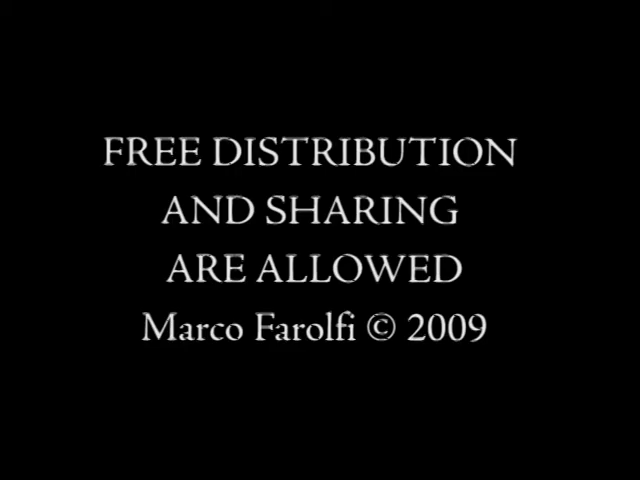 FREE DISTRIBUTION
AND SHARING
ARE ALLOWED
Marco Farolfi © 2009